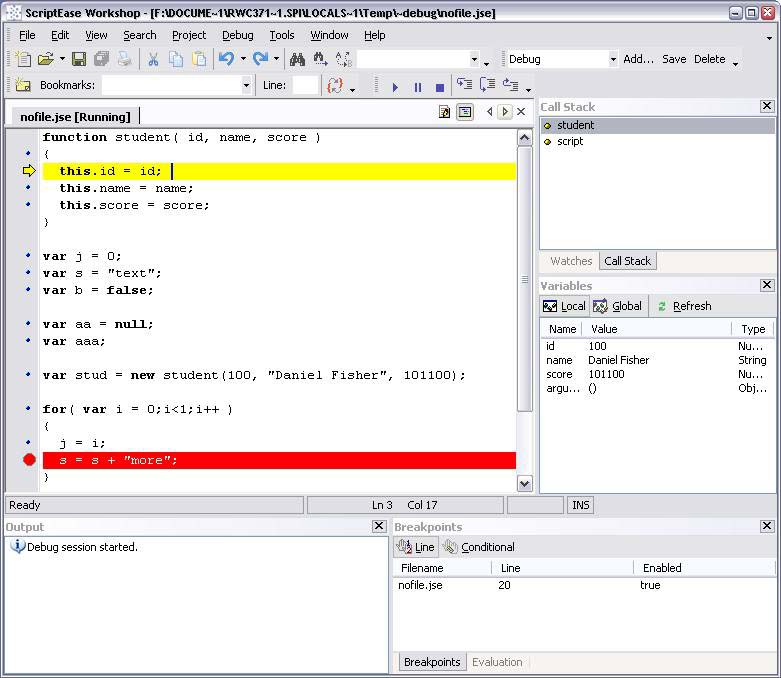 ScriptEase Workshop - [F:\DOCUME~1\RWC371~1.SPI\LOCALS~1\Temp\~debug\nofile.jse]
File Edit View Search Project Debug Tools Window Help
Debug Add... Save Delete
Bookmarks: Line:
nofile.jse [Running]
function student( id, name, score )
{
this.id = id;
this.name = name;
this.score = score;
}
var j = 0;
var s = "text";
var b = false;
var aa = null;
var aaa;
var stud = new student(100, "Daniel Fisher", 101100);
for( var i = 0;i<1;i++ )
{
j = i;
s = s + "more";
}
Call Stack
student
script
Watches Call Stack
Variables
Local Global Refresh
Name Value Type
id 100 Nu...
name Daniel Fisher String
score 101100 Nu...
argu... () Obj...
Ready Ln 3 Col 17 INS
Output
Debug session started.
Breakpoints
Line Conditional
Filename Line Enabled
nofile.jse 20 true
Breakpoints Evaluation